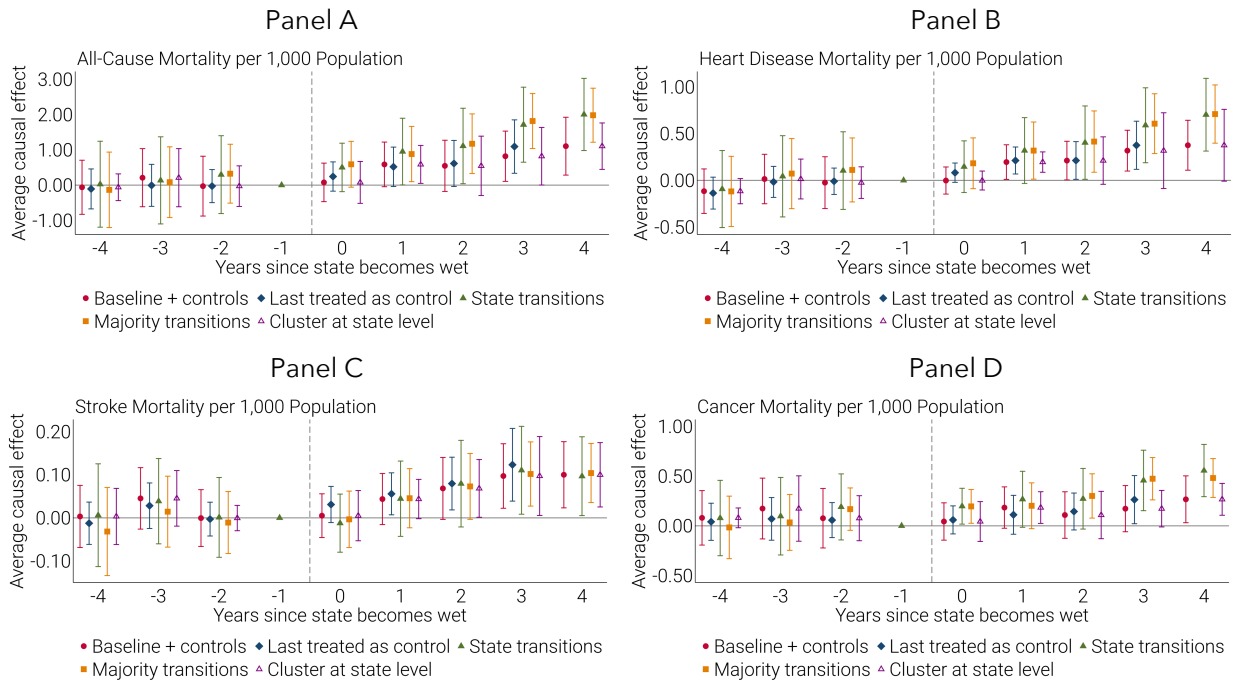 Panel A
All-Cause Mortality per 1,000 Population
Average causal effect
3.00
2.00
1.00
0.00
-1.00
-4 -3 -2 -1 0 1 2 3 4
Years since state becomes wet
Baseline + controls Last treated as control State transitions
Majority transitions Cluster at state level
Panel B
Heart Disease Mortality per 1,000 Population
Average causal effect
1.00
0.50
0.00
-0.50
-4 -3 -2 -1 0 1 2 3 4
Years since state becomes wet
Baseline + controls Last treated as control State transitions
Majority transitions Cluster at state level
Panel C
Stroke Mortality per 1,000 Population
Average causal effect
0.20
0.10
0.00
-0.10
-4 -3 -2 -1 0 1 2 3 4
Years since state becomes wet
Baseline + controls Last treated as control State transitions
Majority transitions Cluster at state level
Panel D
Cancer Mortality per 1,000 Population
Average causal effect
1.00
0.50
0.00
-0.50
-4 -3 -2 -1 0 1 2 3 4
Years since state becomes wet
Baseline + controls Last treated as control State transitions
Majority transitions Cluster at state level